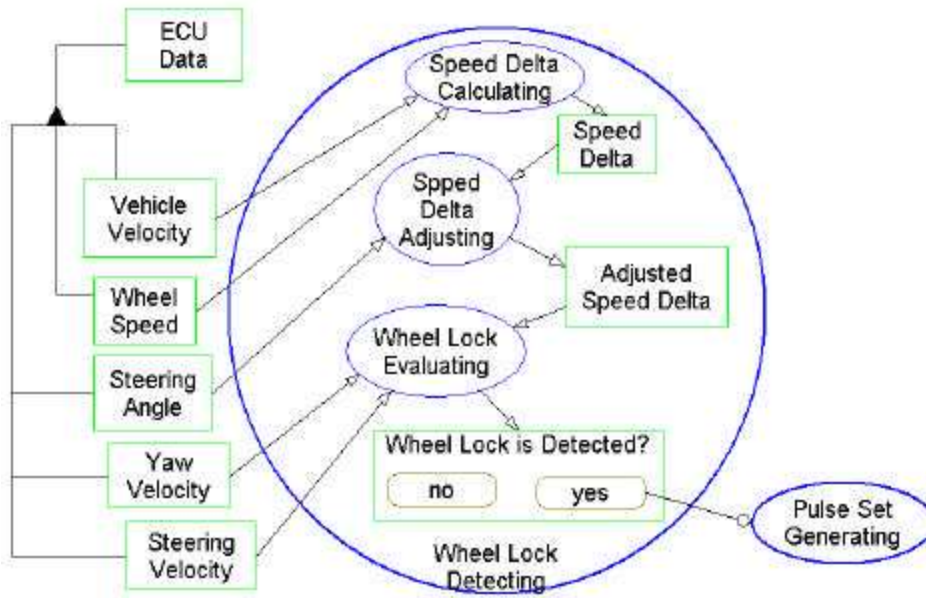 ECU
Data
Speed Delta
Calculating
Speed
Delta
Vehicle
Velocity
Spped
Delta
Adjusting
Wheel
Speed
Adjusted
Speed Delta
Steering
Angle
Wheel Lock
Evaluating
Yaw
Velocity
Wheel Lock is Detected?
no
yes
Steering
Velocity
Wheel Lock
Detecting
Pulse Set
Generating